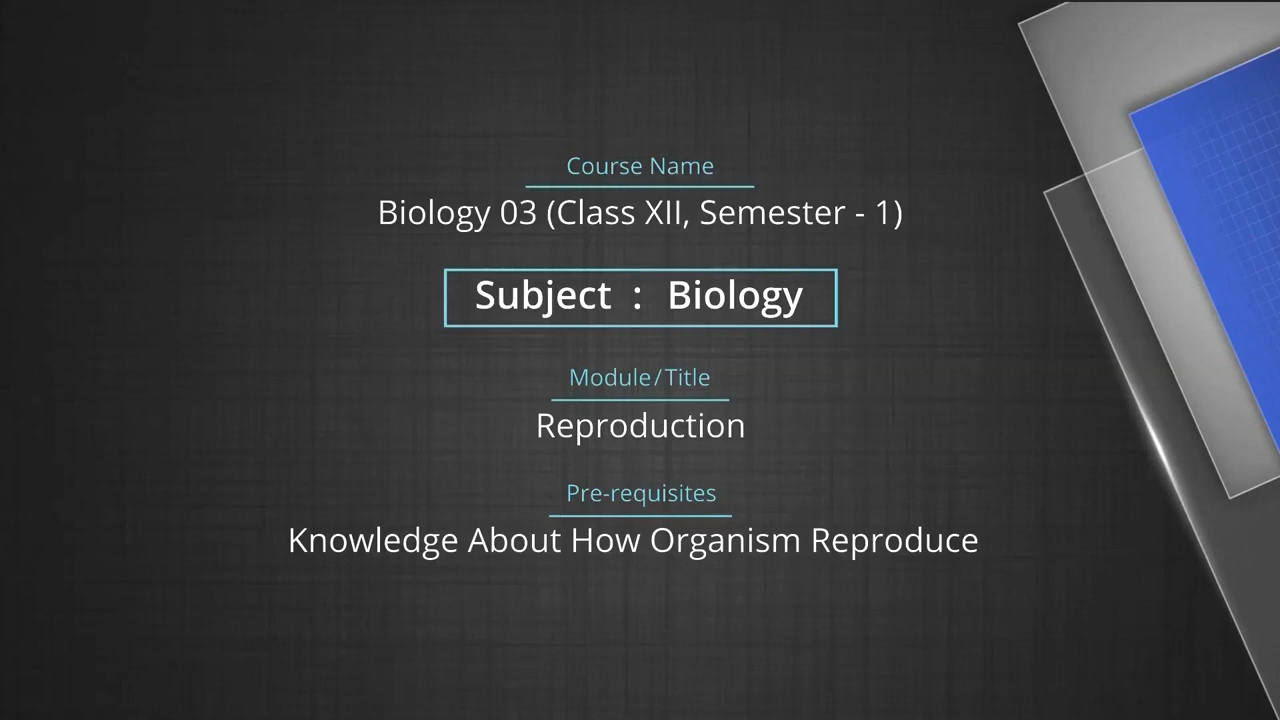 Course Name
Biology 03 (Class XII, Semester - 1)
Subject : Biology
Module/Title
Reproduction
Pre-requisites
Knowledge About How Organism Reproduce